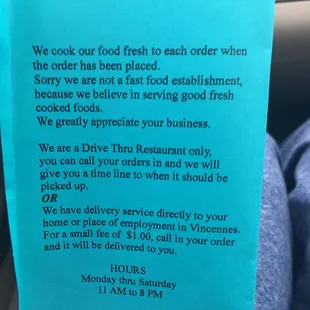 We cook our food fresh to each order when
the order has been placed.
Sorry we are not a fast food establishment,
because we believe in serving good fresh
cooked foods.
We greatly appreciate your business.
We are a Drive Thru Restaurant only,
you can call your orders in and we will
give you a time line to when it should be
picked up.
OR
We have delivery service directly to your
home or place of employment in Vincennes.
For a small fee of $1.00, call in your order
and it will be delivered to you.
HOURS
Monday thru Saturday
11 AM to 8 PM